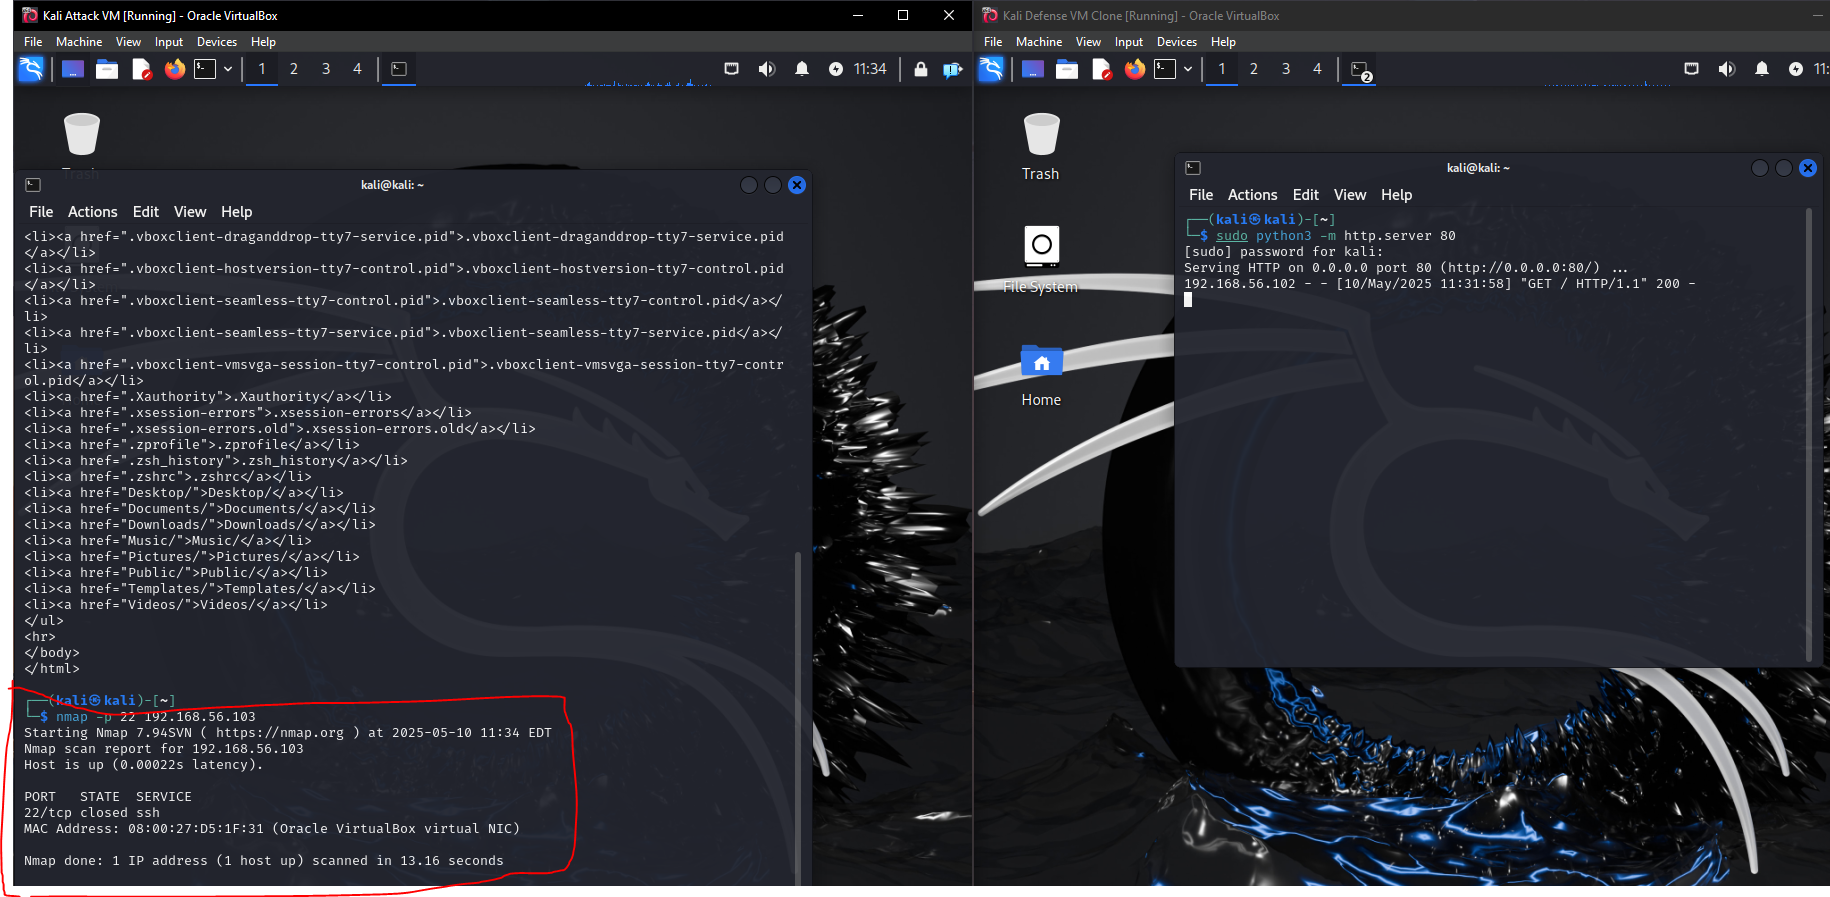 Kali Attack VM [Running] - Oracle VirtualBox
File Machine View Input Devices Help
1 2 3 4 11:34
Trash
kali@kali: ~
File Actions Edit View Help
<li><a href=".vboxclient-draganddrop-tty7-service.pid">.vboxclient-draganddrop-tty7-service.pid
</a></li>
<li><a href=".vboxclient-hostversion-tty7-control.pid">.vboxclient-hostversion-tty7-control.pid
</a></li>
<li><a href=".vboxclient-seamless-tty7-control.pid">.vboxclient-seamless-tty7-control.pid</a></
li>
<li><a href=".vboxclient-seamless-tty7-service.pid">.vboxclient-seamless-tty7-service.pid</a></
li>
<li><a href=".vboxclient-vmsvga-session-tty7-control.pid">.vboxclient-vmsvga-session-tty7-contr
ol.pid</a></li>
<li><a href=".Xauthority">.Xauthority</a></li>
<li><a href=".xsession-errors">.xsession-errors</a></li>
<li><a href=".xsession-errors.old">.xsession-errors.old</a></li>
<li><a href=".zprofile">.zprofile</a></li>
<li><a href=".zsh_history">.zsh_history</a></li>
<li><a href=".zshrc">.zshrc</a></li>
<li><a href="Desktop/">Desktop/</a></li>
<li><a href="Documents/">Documents/</a></li>
<li><a href="Downloads/">Downloads/</a></li>
<li><a href="Music/">Music/</a></li>
<li><a href="Pictures/">Pictures/</a></li>
<li><a href="Public/">Public/</a></li>
<li><a href="Templates/">Templates/</a></li>
<li><a href="Videos/">Videos/</a></li>
</ul>
<hr>
</body>
</html>
┌──(kali㉿kali)-[~]
└─$ nmap -p 22 192.168.56.103
Starting Nmap 7.94SVN ( https://nmap.org ) at 2025-05-10 11:34 EDT
Nmap scan report for 192.168.56.103
Host is up (0.00022s latency).
PORT STATE SERVICE
22/tcp closed ssh
MAC Address: 08:00:27:D5:1F:31 (Oracle VirtualBox virtual NIC)
Nmap done: 1 IP address (1 host up) scanned in 13.16 seconds
Kali Defense VM Clone [Running] - Oracle VirtualBox
File Machine View Input Devices Help
1 2 3 4 2 11:
Trash
File System
Home
kali@kali: ~
File Actions Edit View Help
┌──(kali㉿kali)-[~]
└─$ sudo python3 -m http.server 80
[sudo] password for kali:
Serving HTTP on 0.0.0.0 port 80 (http://0.0.0.0:80/) ...
192.168.56.102 - - [10/May/2025 11:31:58] "GET / HTTP/1.1" 200 -